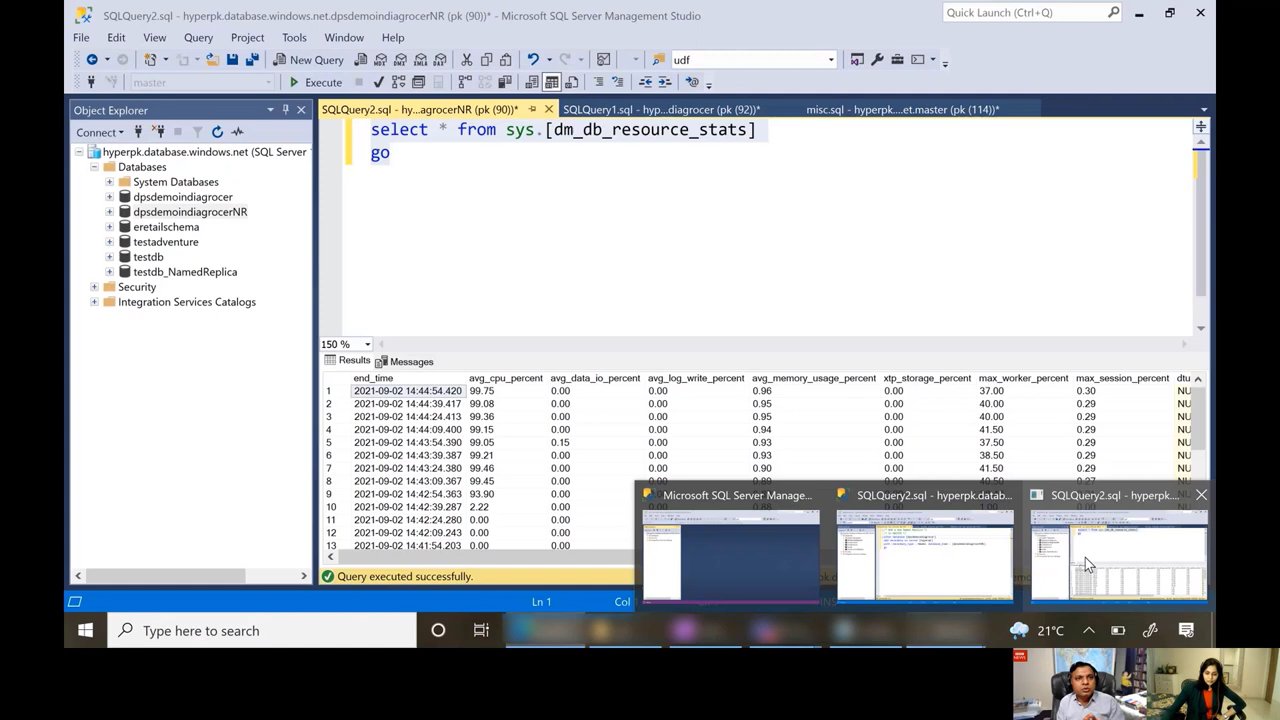 SQLQuery2.sql - hyperpk.database.windows.net.dpsdemoindiagrocerNR (pk (90))* - Microsoft SQL Server Management Studio
Quick Launch (Ctrl+Q)
File Edit View Query Project Tools Window Help
New Query
udf
master
Execute
Object Explorer
SQLQuery2.sql - hy...agrocerNR (pk (90))*
SQLQuery1.sql - hyp...diagrocer (pk (92))*
misc.sql - hyperpk....et.master (pk (114))*
Connect
hyperpk.database.windows.net (SQL Server
Databases
System Databases
dpsdemoindiagrocer
dpsdemoindiagrocerNR
eretailschema
testadventure
testdb
testdb_NamedReplica
Security
Integration Services Catalogs
select * from sys.[dm_db_resource_stats]
go
150 %
Results Messages
end_time avg_cpu_percent avg_data_io_percent avg_log_write_percent avg_memory_usage_percent xtp_storage_percent max_worker_percent max_session_percent dtu
1 2021-09-02 14:44:54.420 99.75 0.00 0.00 0.96 0.00 37.00 0.30 NU
2 2021-09-02 14:44:39.417 99.08 0.00 0.00 0.95 0.00 40.00 0.29 NU
3 2021-09-02 14:44:24.413 99.36 0.00 0.00 0.95 0.00 40.00 0.29 NU
4 2021-09-02 14:44:09.400 99.15 0.00 0.00 0.94 0.00 41.50 0.29 NU
5 2021-09-02 14:43:54.390 99.05 0.15 0.00 0.93 0.00 37.50 0.29 NU
6 2021-09-02 14:43:39.387 99.21 0.00 0.00 0.93 0.00 38.50 0.29 NU
7 2021-09-02 14:43:24.380 99.46 0.00 0.00 0.90 0.00 41.50 0.29 NU
8 2021-09-02 14:43:09.367 99.45 0.00
9 2021-09-02 14:42:54.363 93.90 0.00
10 2021-09-02 14:42:39.287 2.22 0.00
11 2021-09-02 14:42:24.257 0.00 0.00
12 2021-09-02 14:42:09.243 0.00 0.00
13 2021-09-02 14:41:54.203 0.00 0.00
Microsoft SQL Server Manage...
SQLQuery2.sql - hyperpk.datab...
SQLQuery2.sql - hyperpk....
Query executed successfully.
Ln 1 Col
Type here to search
21°C
BBC NEWS